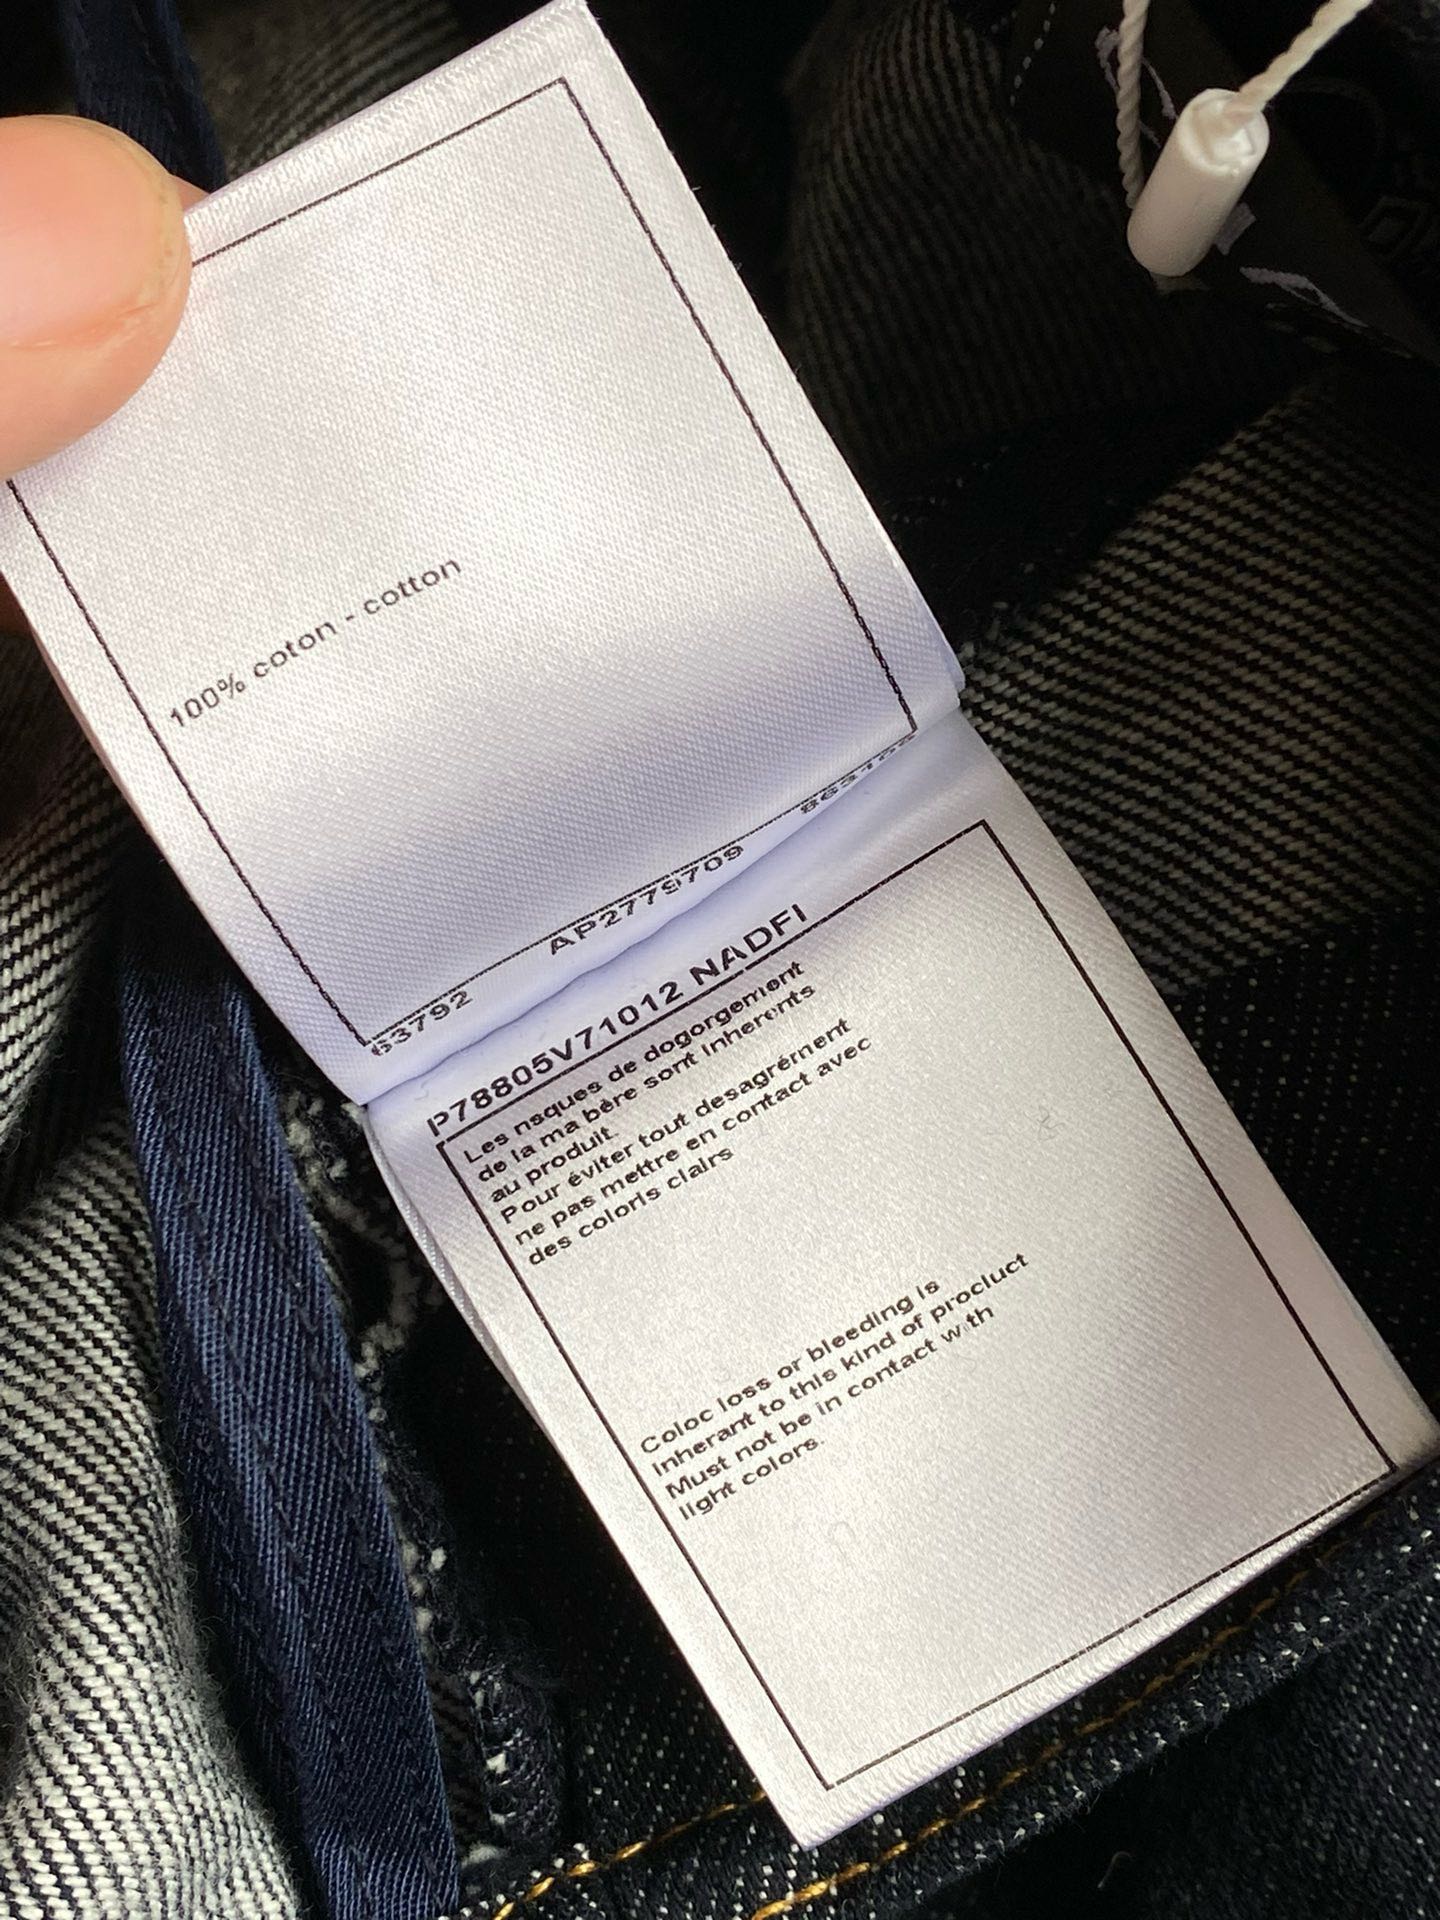 100% coton - cotton
63792 AP2779709
P78805V71012 NADFI
Les nsques de dogorgement
de la ma bère sont Inherents
au produit.
Pour éviter tout desagrément
ne pas mettre en contact avec
des coloris clairs
Coloc loss or bleeding is
inherant to this kind of procluct
Must not be in contact w.th
light colors.